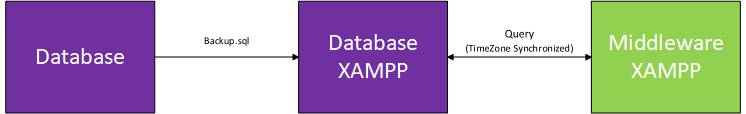 Database
Backup.sql
Database
XAMPP
Query
(TimeZone Synchronized)
Middleware
XAMPP